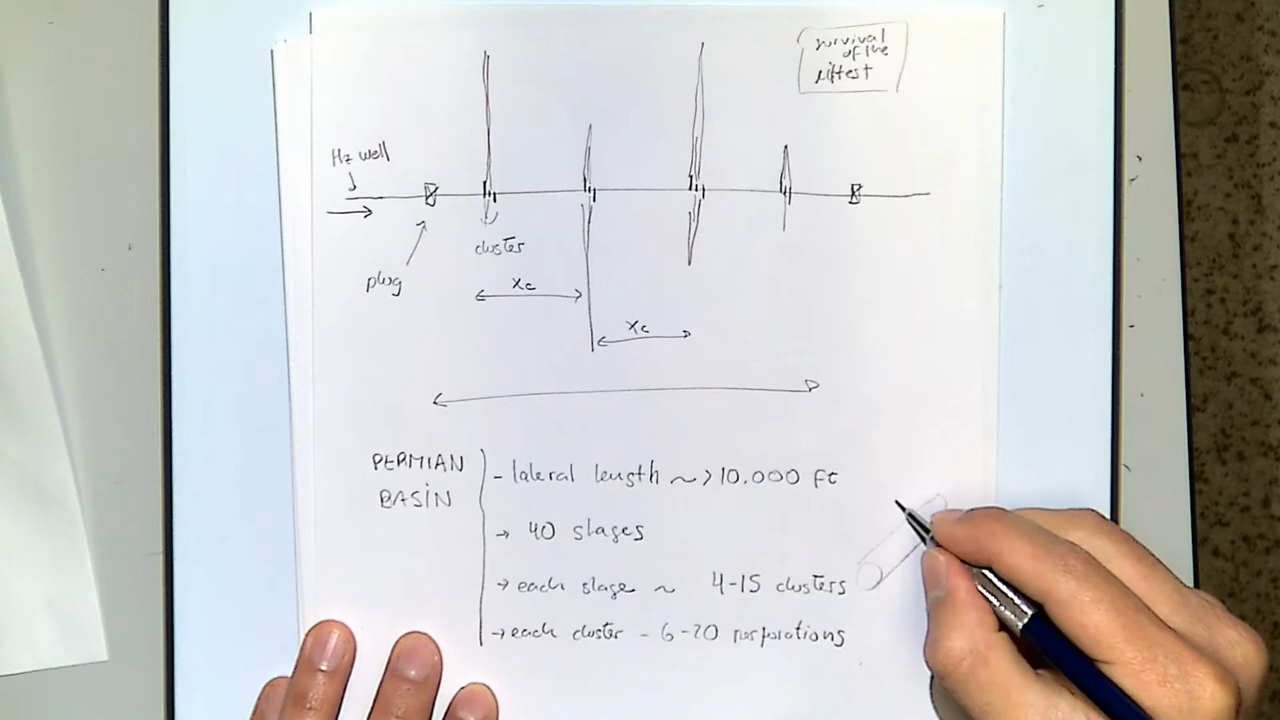 survival
of the
fittest
Hz well
plug
cluster
xc
xc
PERMIAN
BASIN
- lateral length ~> 10.000 ft
→ 40 stages
→ each stage ~ 4-15 clusters
→ each cluster - 6-20 perforations